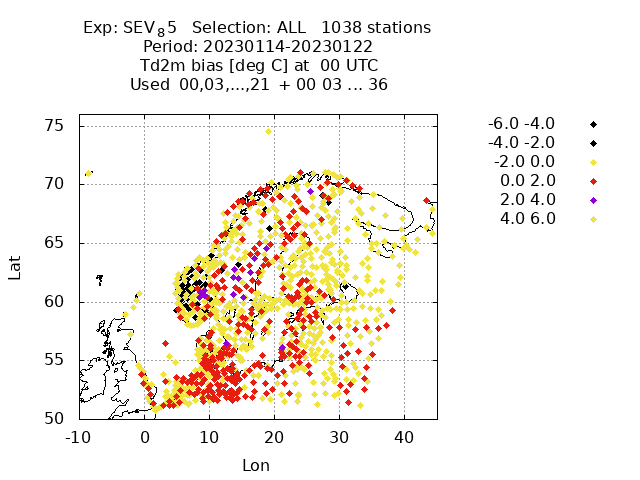 Exp: SEV₈5   Selection: ALL   1038 stations
Period: 20230114-20230122
Td2m bias [deg C] at  00 UTC
Used  00,03,...,21  + 00 03 ... 36
-6.0 -4.0
-4.0 -2.0
-2.0 0.0
0.0 2.0
2.0 4.0
4.0 6.0
75
70
65
60
55
50
Lat
-10 0 10 20 30 40
Lon